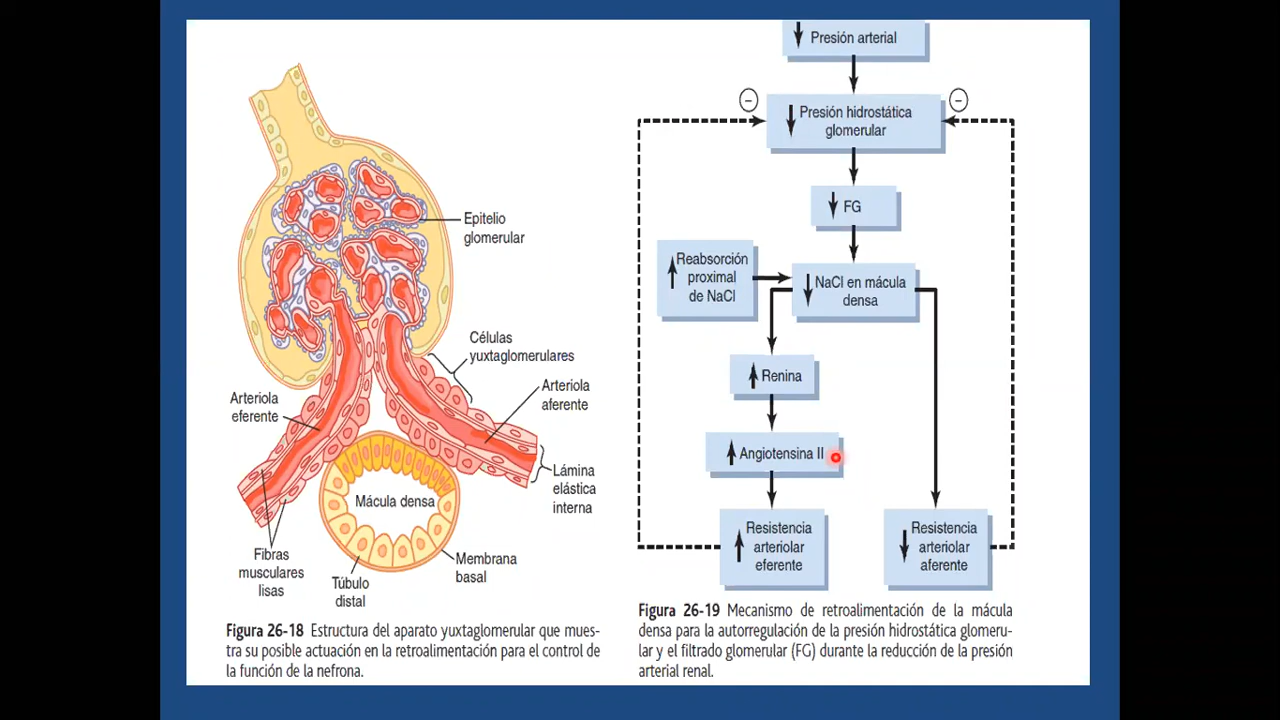 Epitelio
glomerular
Células
yuxtaglomerulares
Arteriola
aferente
Arteriola
eferente
Lámina
elástica
interna
Mácula densa
Membrana
basal
Fibras
musculares
lisas
Túbulo
distal
Figura 26-18 Estructura del aparato yuxtaglomerular que mues-
tra su posible actuación en la retroalimentación para el control de
la función de la nefrona.
Presión arterial
Presión hidrostática
glomerular
FG
Reabsorción
proximal
de NaCl
NaCl en mácula
densa
Renina
Angiotensina II
Resistencia
arteriolar
eferente
Resistencia
arteriolar
aferente
Figura 26-19 Mecanismo de retroalimentación de la mácula
densa para la autorregulación de la presión hidrostática glomeru-
lar y el filtrado glomerular (FG) durante la reducción de la presión
arterial renal.